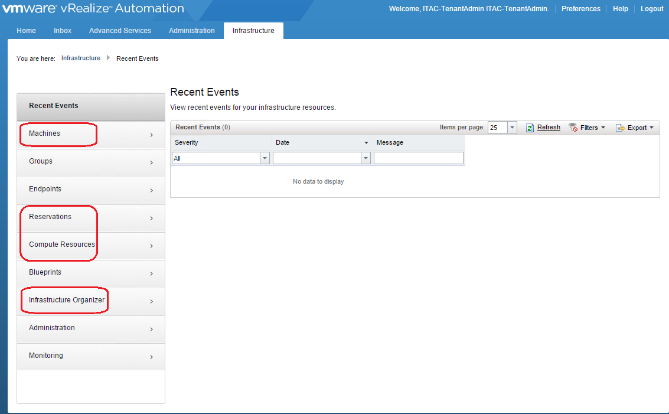 vmware vRealize Automation
Welcome, ITAC-TenantAdmin ITAC-TenantAdmin. Preferences Help Logout
Home Inbox Advanced Services Administration Infrastructure
You are here: Infrastructure Recent Events
Recent Events
Machines
Groups
Endpoints
Reservations
Compute Resources
Blueprints
Infrastructure Organizer
Administration
Monitoring
Recent Events
View recent events for your infrastructure resources.
Recent Events (0) Items per page 25 Refresh Filters Export
Severity Date Message
All
No data to display